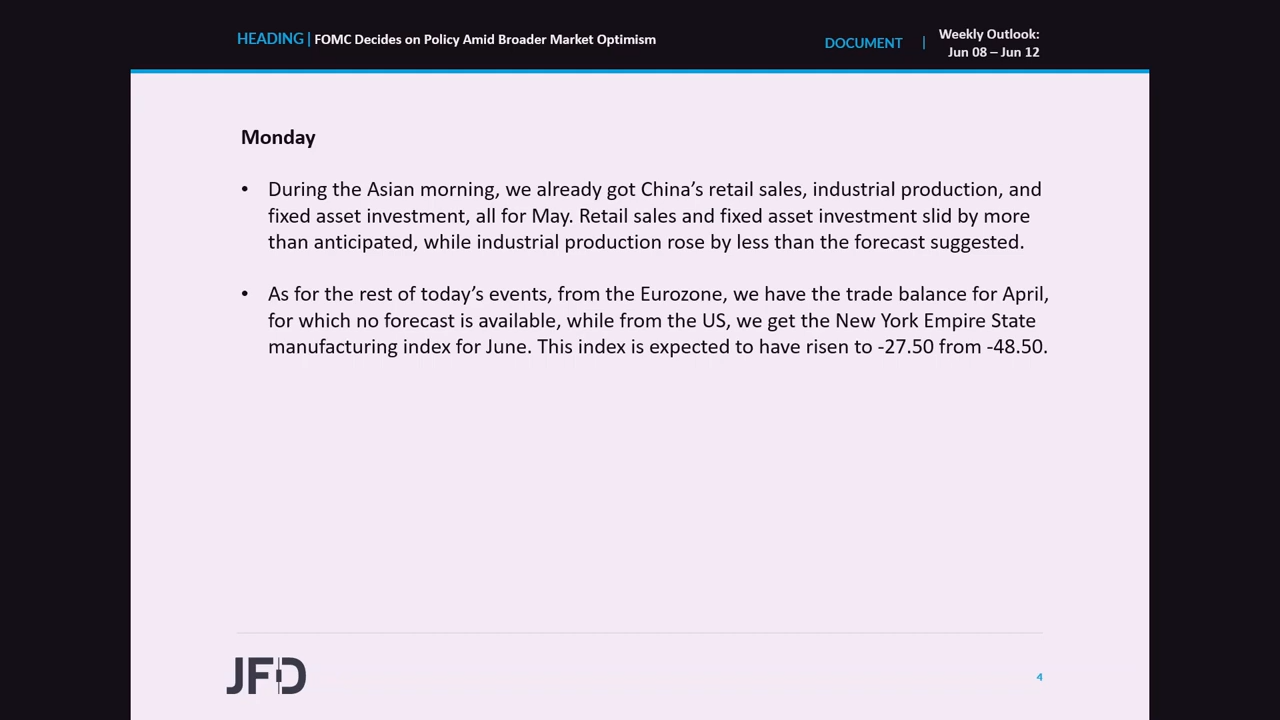 HEADING | FOMC Decides on Policy Amid Broader Market Optimism
DOCUMENT | Weekly Outlook:
Jun 08 – Jun 12
Monday
• During the Asian morning, we already got China’s retail sales, industrial production, and
fixed asset investment, all for May. Retail sales and fixed asset investment slid by more
than anticipated, while industrial production rose by less than the forecast suggested.
• As for the rest of today’s events, from the Eurozone, we have the trade balance for April,
for which no forecast is available, while from the US, we get the New York Empire State
manufacturing index for June. This index is expected to have risen to -27.50 from -48.50.
JFD
4